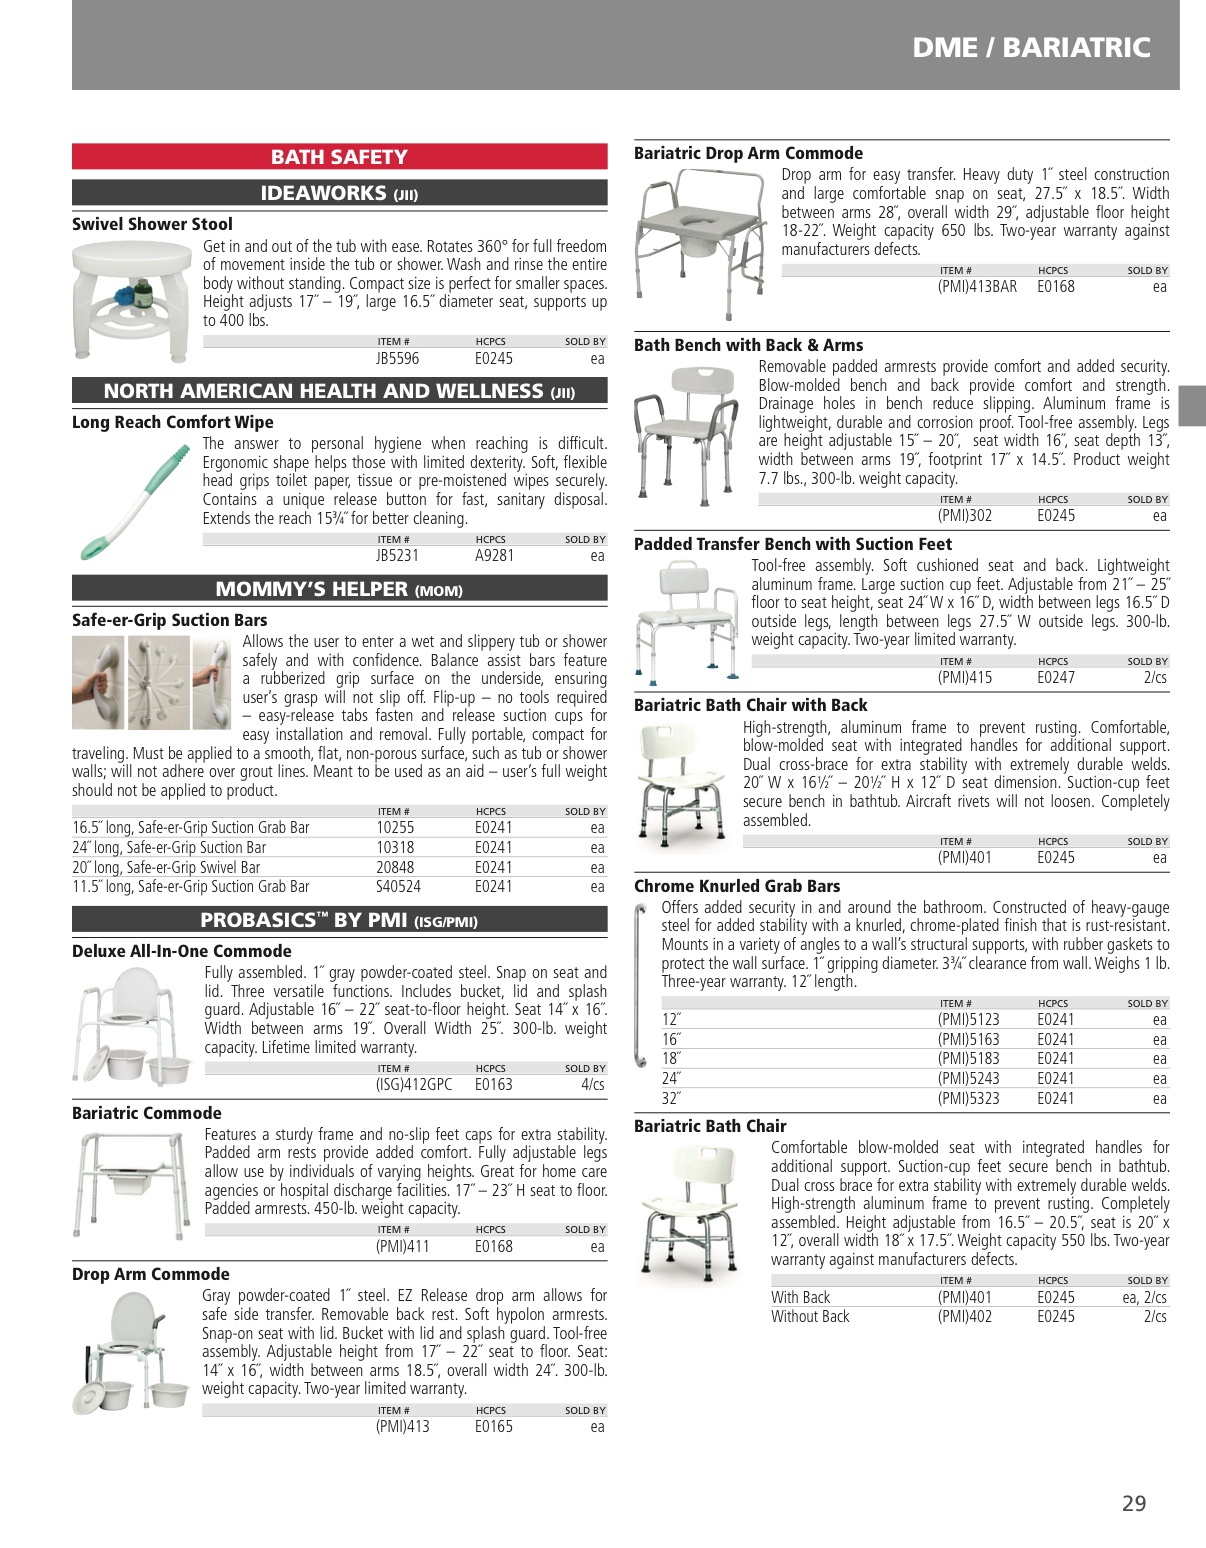 DME / BARIATRIC
BATH SAFETY
IDEAWORKS (JII)
Swivel Shower Stool
Get in and out of the tub with ease. Rotates 360° for full freedom
of movement inside the tub or shower. Wash and rinse the entire
body without standing. Compact size is perfect for smaller spaces.
Height adjusts 17˝ – 19˝, large 16.5˝ diameter seat, supports up
to 400 lbs.
ITEM # HCPCS SOLD BY
JB5596 E0245 ea
NORTH AMERICAN HEALTH AND WELLNESS (JII)
Long Reach Comfort Wipe
The answer to personal hygiene when reaching is difficult.
Ergonomic shape helps those with limited dexterity. Soft, flexible
head grips toilet paper, tissue or pre-moistened wipes securely.
Contains a unique release button for fast, sanitary disposal.
Extends the reach 15¾˝ for better cleaning.
ITEM # HCPCS SOLD BY
JB5231 A9281 ea
MOMMY’S HELPER (MOM)
Safe-er-Grip Suction Bars
Allows the user to enter a wet and slippery tub or shower
safely and with confidence. Balance assist bars feature
a rubberized grip surface on the underside, ensuring
user’s grasp will not slip off. Flip-up – no tools required
– easy-release tabs fasten and release suction cups for
easy installation and removal. Fully portable, compact for
traveling. Must be applied to a smooth, flat, non-porous surface, such as tub or shower
walls; will not adhere over grout lines. Meant to be used as an aid – user’s full weight
should not be applied to product.
ITEM # HCPCS SOLD BY
16.5˝ long, Safe-er-Grip Suction Grab Bar 10255 E0241 ea
24˝ long, Safe-er-Grip Suction Bar 10318 E0241 ea
20˝ long, Safe-er-Grip Swivel Bar 20848 E0241 ea
11.5˝ long, Safe-er-Grip Suction Grab Bar S40524 E0241 ea
PROBASICS™ BY PMI (ISG/PMI)
Deluxe All-In-One Commode
Fully assembled. 1˝ gray powder-coated steel. Snap on seat and
lid. Three versatile functions. Includes bucket, lid and splash
guard. Adjustable 16˝ – 22˝ seat-to-floor height. Seat 14˝ x 16˝.
Width between arms 19˝. Overall Width 25˝. 300-lb. weight
capacity. Lifetime limited warranty.
ITEM # HCPCS SOLD BY
(ISG)412GPC E0163 4/cs
Bariatric Commode
Features a sturdy frame and no-slip feet caps for extra stability.
Padded arm rests provide added comfort. Fully adjustable legs
allow use by individuals of varying heights. Great for home care
agencies or hospital discharge facilities. 17˝ – 23˝ H seat to floor.
Padded armrests. 450-lb. weight capacity.
ITEM # HCPCS SOLD BY
(PMI)411 E0168 ea
Drop Arm Commode
Gray powder-coated 1˝ steel. EZ Release drop arm allows for
safe side transfer. Removable back rest. Soft hypolon armrests.
Snap-on seat with lid. Bucket with lid and splash guard. Tool-free
assembly. Adjustable height from 17˝ – 22˝ seat to floor. Seat:
14˝ x 16˝, width between arms 18.5˝, overall width 24˝. 300-lb.
weight capacity. Two-year limited warranty.
ITEM # HCPCS SOLD BY
(PMI)413 E0165 ea
Bariatric Drop Arm Commode
Drop arm for easy transfer. Heavy duty 1˝ steel construction
and large comfortable snap on seat, 27.5˝ x 18.5˝. Width
between arms 28˝, overall width 29˝, adjustable floor height
18-22˝. Weight capacity 650 lbs. Two-year warranty against
manufacturers defects.
ITEM # HCPCS SOLD BY
(PMI)413BAR E0168 ea
Bath Bench with Back & Arms
Removable padded armrests provide comfort and added security.
Blow-molded bench and back provide comfort and strength.
Drainage holes in bench reduce slipping. Aluminum frame is
lightweight, durable and corrosion proof. Tool-free assembly. Legs
are height adjustable 15˝ – 20˝, seat width 16˝, seat depth 13˝,
width between arms 19˝, footprint 17˝ x 14.5˝. Product weight
7.7 lbs., 300-lb. weight capacity.
ITEM # HCPCS SOLD BY
(PMI)302 E0245 ea
Padded Transfer Bench with Suction Feet
Tool-free assembly. Soft cushioned seat and back. Lightweight
aluminum frame. Large suction cup feet. Adjustable from 21˝ – 25˝
floor to seat height, seat 24˝ W x 16˝ D, width between legs 16.5˝ D
outside legs, length between legs 27.5˝ W outside legs. 300-lb.
weight capacity. Two-year limited warranty.
ITEM # HCPCS SOLD BY
(PMI)415 E0247 2/cs
Bariatric Bath Chair with Back
High-strength, aluminum frame to prevent rusting. Comfortable,
blow-molded seat with integrated handles for additional support.
Dual cross-brace for extra stability with extremely durable welds.
20˝ W x 16½˝ – 20½˝ H x 12˝ D seat dimension. Suction-cup feet
secure bench in bathtub. Aircraft rivets will not loosen. Completely
assembled.
ITEM # HCPCS SOLD BY
(PMI)401 E0245 ea
Chrome Knurled Grab Bars
Offers added security in and around the bathroom. Constructed of heavy-gauge
steel for added stability with a knurled, chrome-plated finish that is rust-resistant.
Mounts in a variety of angles to a wall’s structural supports, with rubber gaskets to
protect the wall surface. 1˝ gripping diameter. 3¾˝ clearance from wall. Weighs 1 lb.
Three-year warranty. 12˝ length.
ITEM # HCPCS SOLD BY
12˝ (PMI)5123 E0241 ea
16˝ (PMI)5163 E0241 ea
18˝ (PMI)5183 E0241 ea
24˝ (PMI)5243 E0241 ea
32˝ (PMI)5323 E0241 ea
Bariatric Bath Chair
Comfortable blow-molded seat with integrated handles for
additional support. Suction-cup feet secure bench in bathtub.
Dual cross brace for extra stability with extremely durable welds.
High-strength aluminum frame to prevent rusting. Completely
assembled. Height adjustable from 16.5˝ – 20.5˝, seat is 20˝ x
12˝, overall width 18˝ x 17.5˝. Weight capacity 550 lbs. Two-year
warranty against manufacturers defects.
ITEM # HCPCS SOLD BY
With Back (PMI)401 E0245 ea, 2/cs
Without Back (PMI)402 E0245 2/cs
29